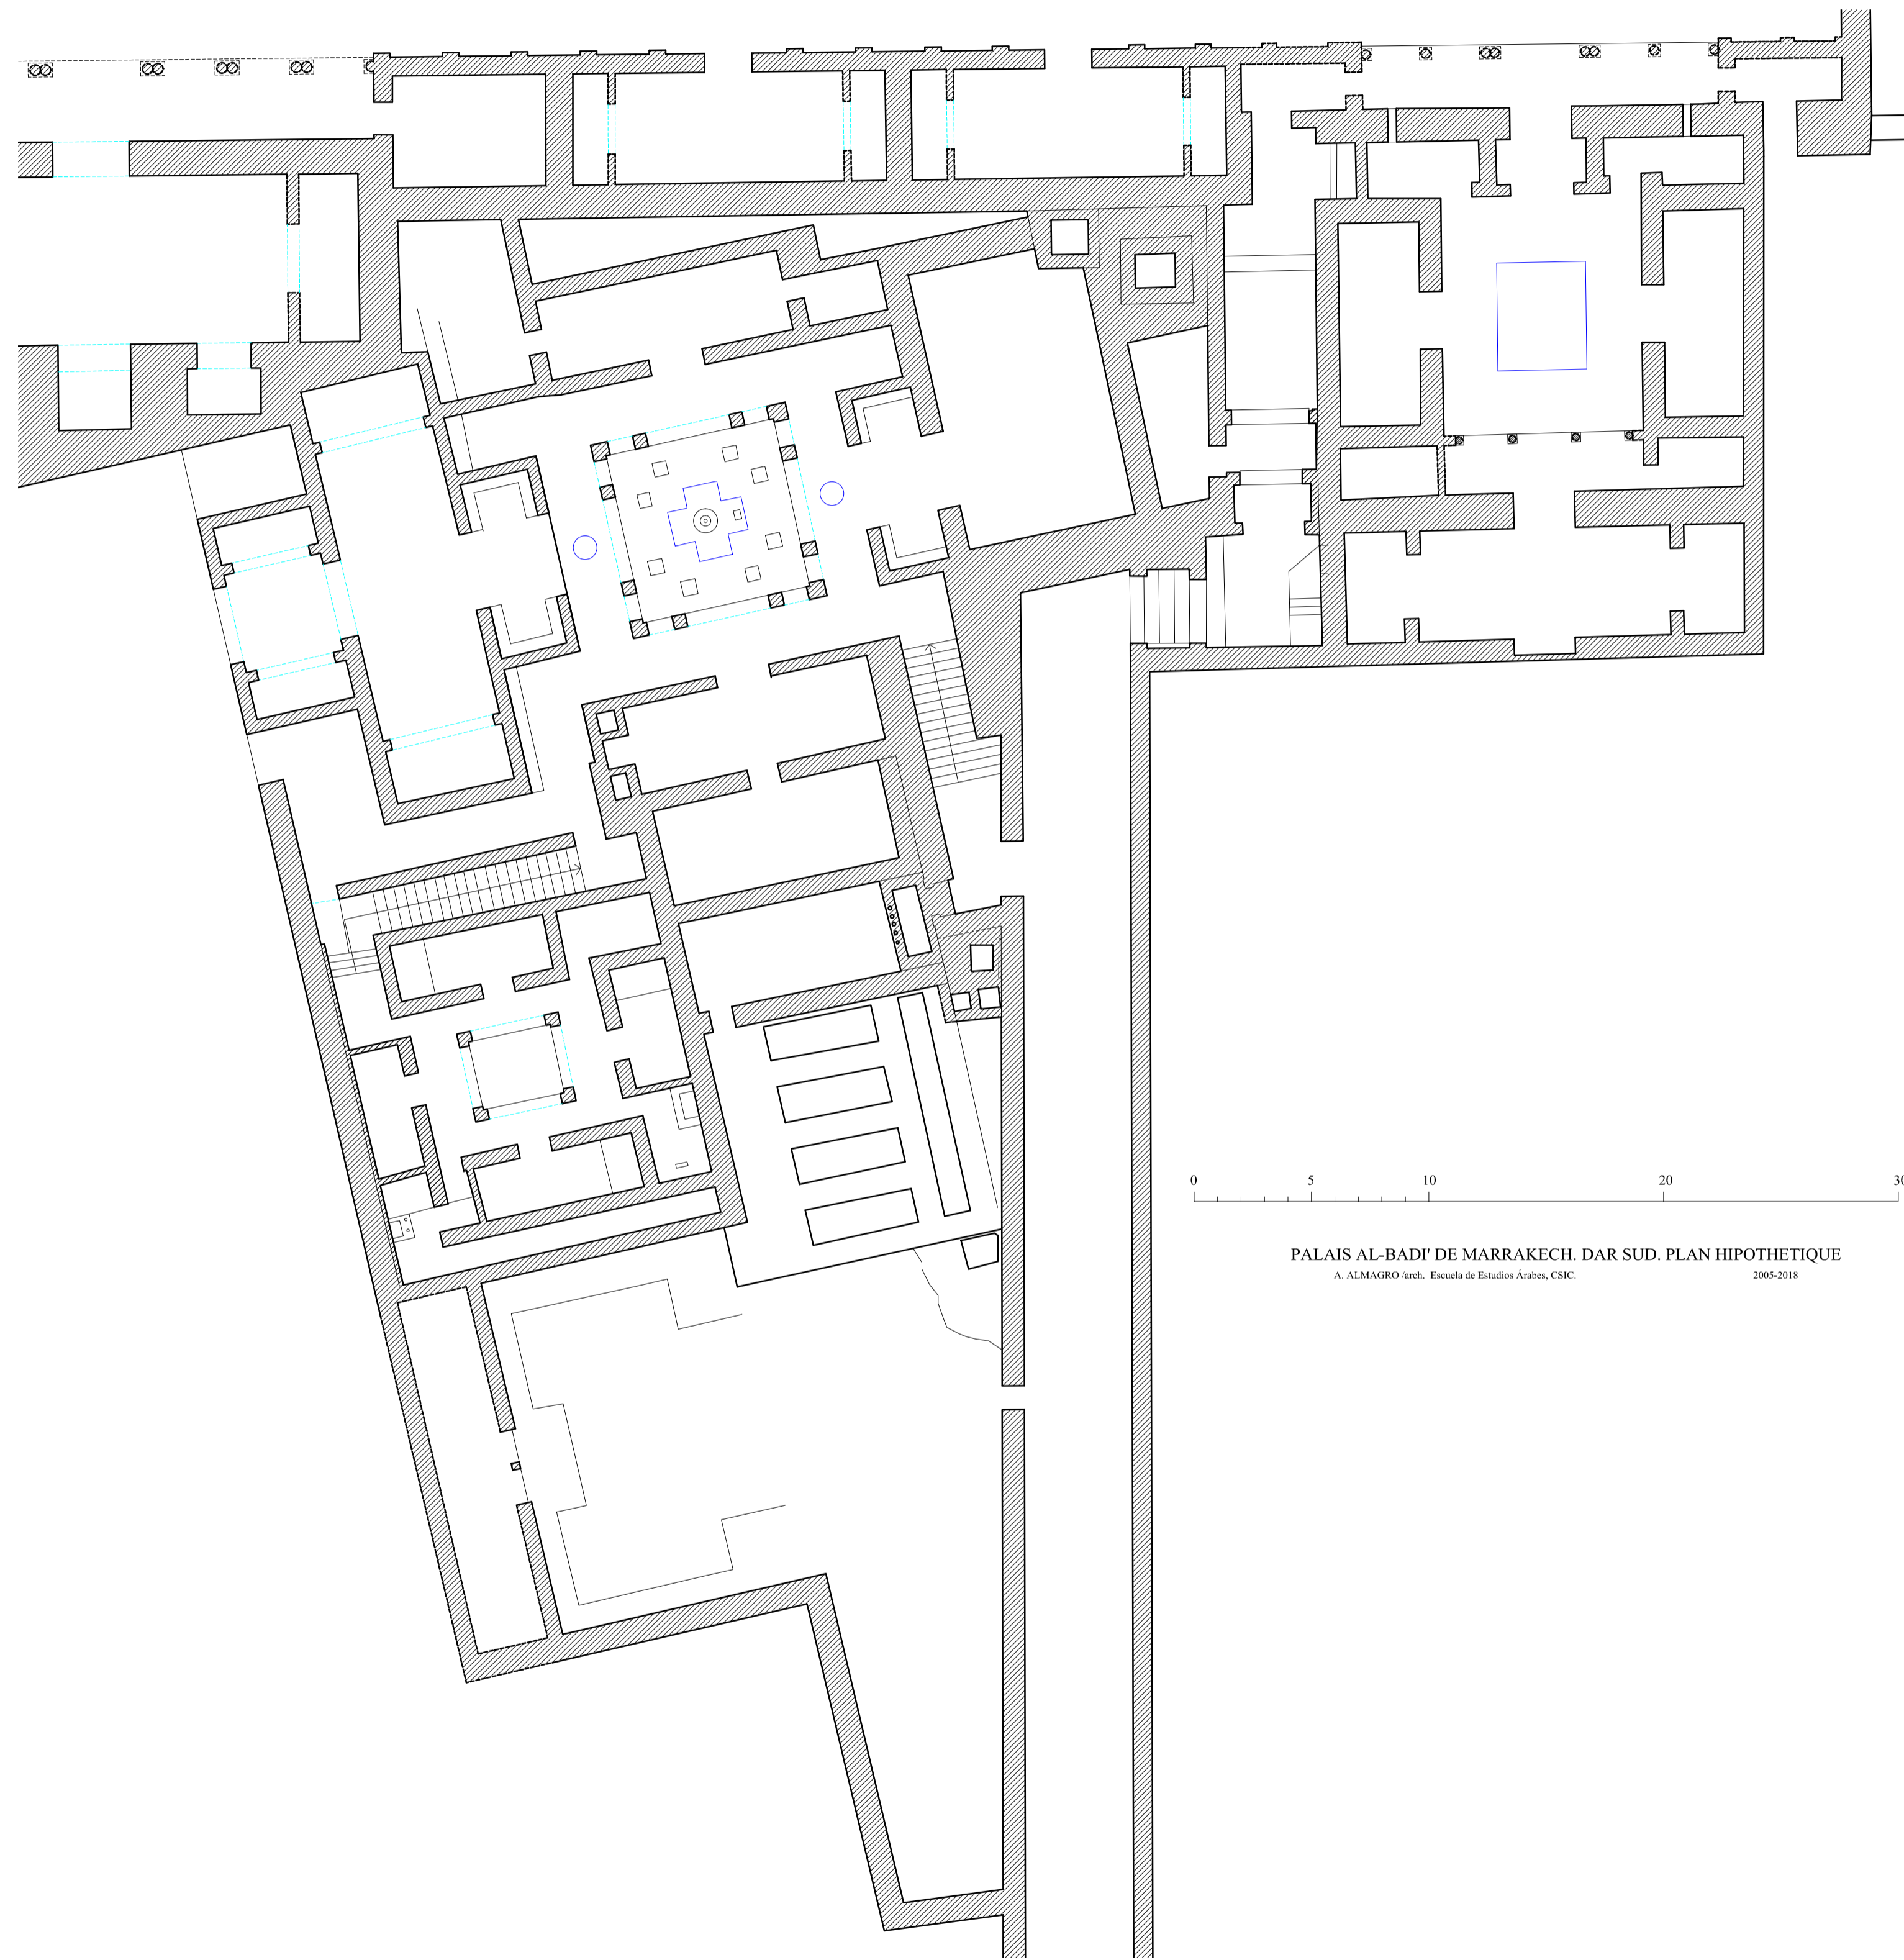 0 5 10 20 30
PALAIS AL-BADI' DE MARRAKECH. DAR SUD. PLAN HIPOTHETIQUE
A. ALMAGRO /arch. Escuela de Estudios Árabes, CSIC. 2005-2018